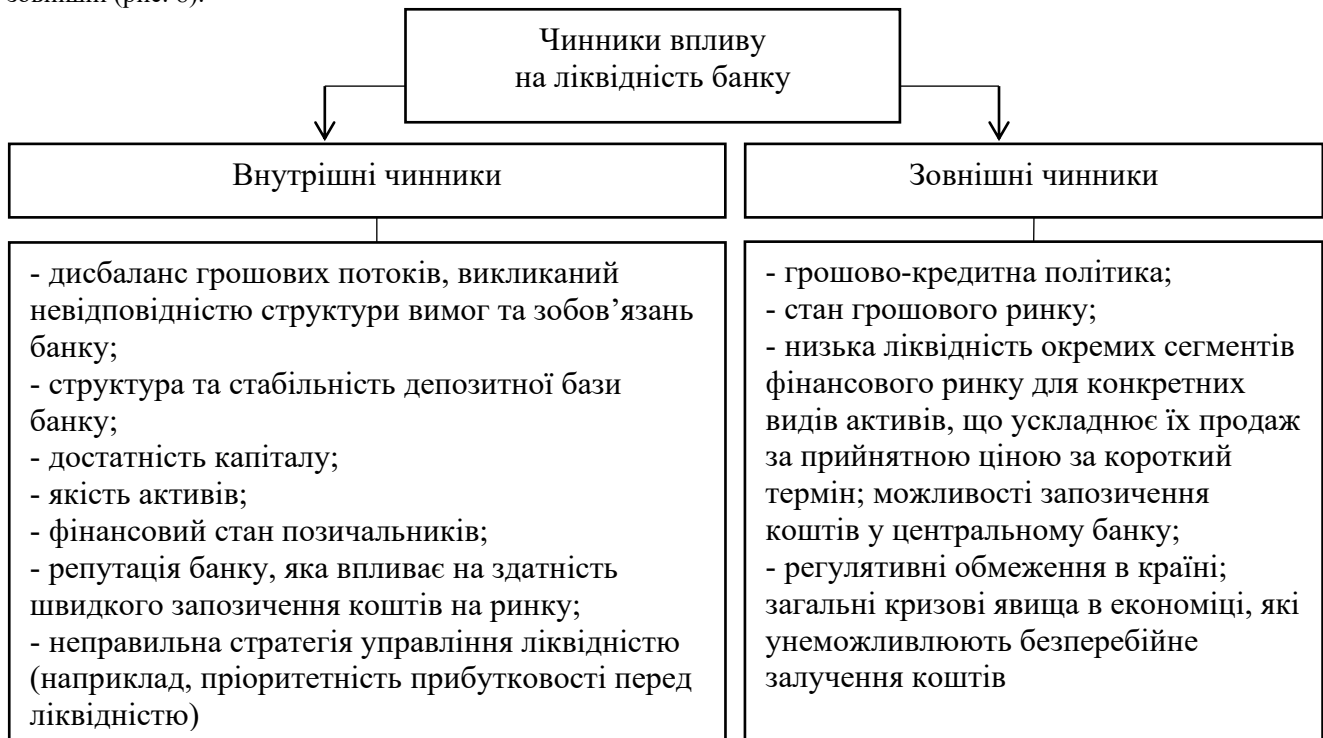 зовнішні (рис. 6).
Чинники впливу
на ліквідність банку
Внутрішні чинники
Зовнішні чинники
- дисбаланс грошових потоків, викликаний
невідповідністю структури вимог та зобов’язань
банку;
- структура та стабільність депозитної бази
банку;
- достатність капіталу;
- якість активів;
- фінансовий стан позичальників;
- репутація банку, яка впливає на здатність
швидкого запозичення коштів на ринку;
- неправильна стратегія управління ліквідністю
(наприклад, пріоритетність прибутковості перед
ліквідністю)
- грошово-кредитна політика;
- стан грошового ринку;
- низька ліквідність окремих сегментів
фінансового ринку для конкретних
видів активів, що ускладнює їх продаж
за прийнятною ціною за короткий
термін; можливості запозичення
коштів у центральному банку;
- регулятивні обмеження в країні;
загальні кризові явища в економіці, які
унеможливлюють безперебійне
залучення коштів